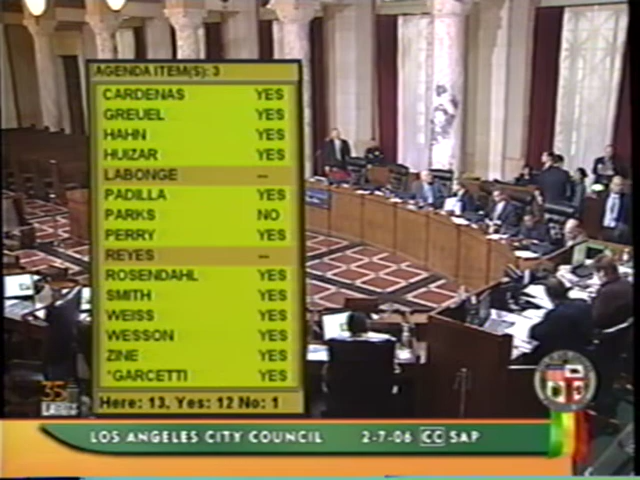 AGENDA ITEM(S): 3
CARDENAS YES
GREUEL YES
HAHN YES
HUIZAR YES
LABONGE --
PADILLA YES
PARKS NO
PERRY YES
REYES --
ROSENDAHL YES
SMITH YES
WEISS YES
WESSON YES
ZINE YES
*GARCETTI YES
Here: 13, Yes: 12 No: 1
35
LOS ANGELES CITY COUNCIL 2-7-06 CC SAP